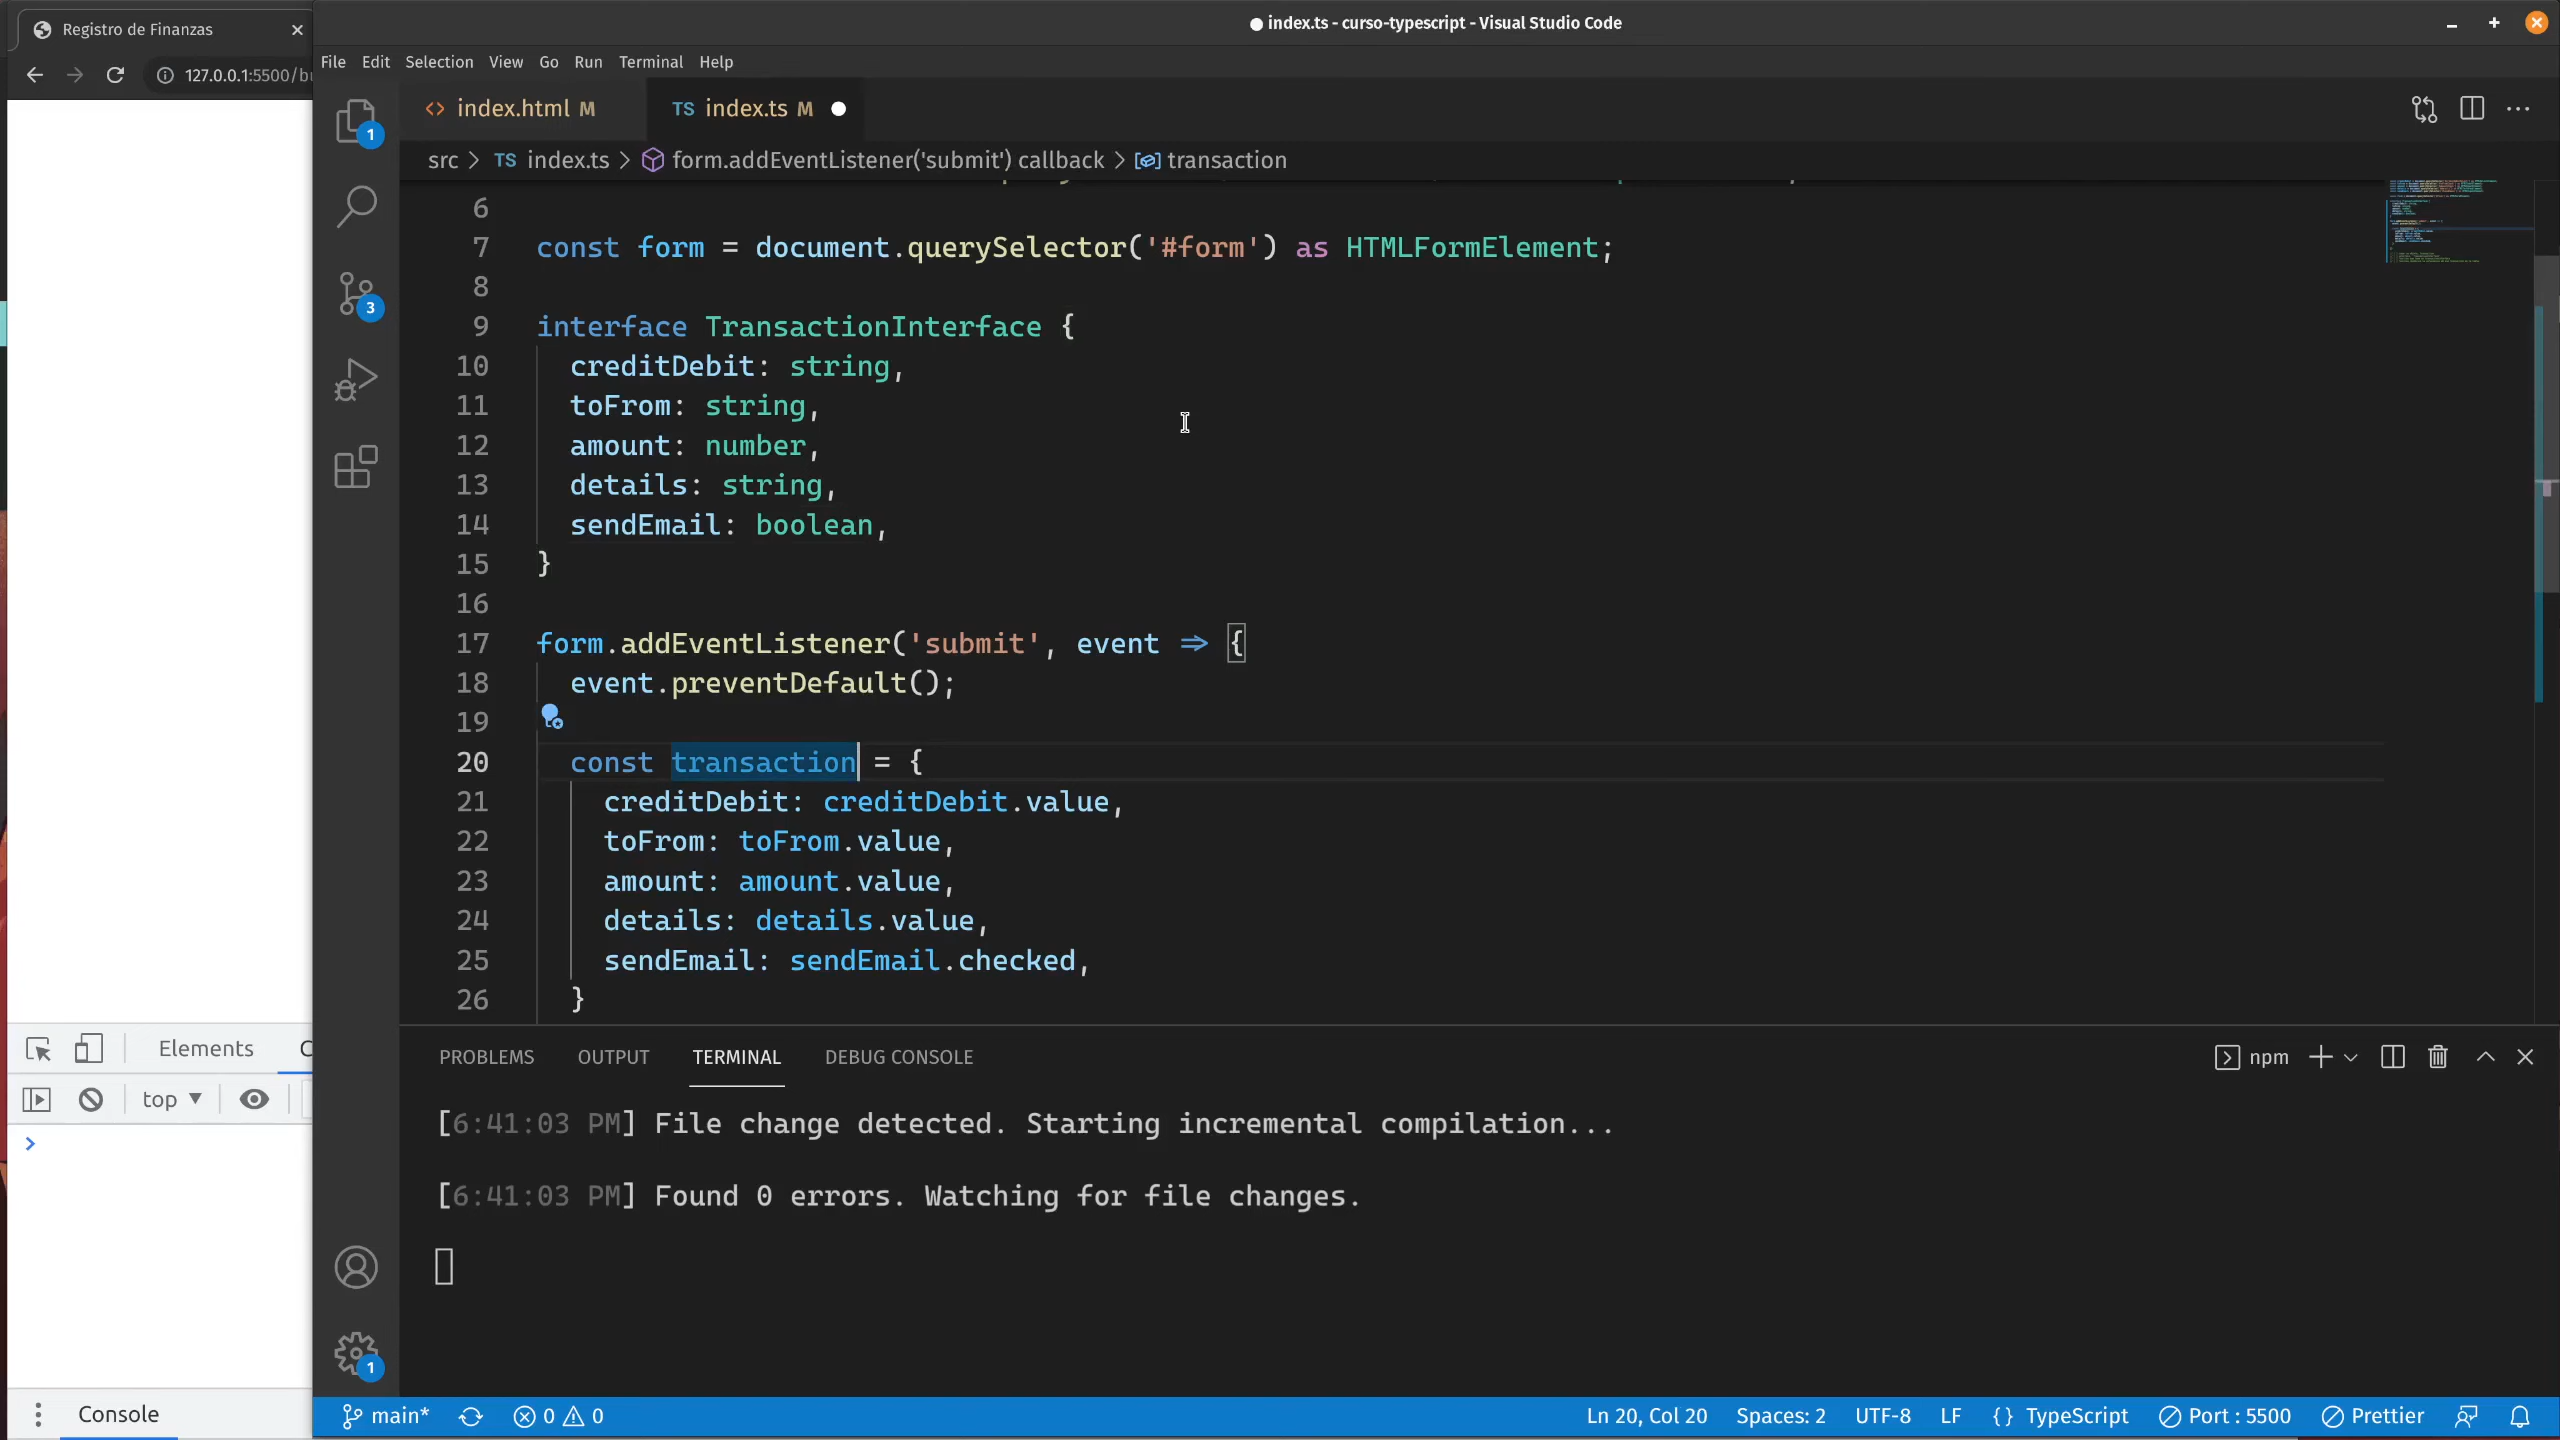 Registro de Finanzas
127.0.0.1:5500/bu
index.ts - curso-typescript - Visual Studio Code
File Edit Selection View Go Run Terminal Help
1
3
1
<> index.html M
TS index.ts M
src > TS index.ts > form.addEventListener('submit') callback > transaction
6
7 const form = document.querySelector('#form') as HTMLFormElement;
8
9 interface TransactionInterface {
10 creditDebit: string,
11 toFrom: string,
12 amount: number,
13 details: string,
14 sendEmail: boolean,
15 }
16
17 form.addEventListener('submit', event => {
18 event.preventDefault();
19
20 const transaction = {
21 creditDebit: creditDebit.value,
22 toFrom: toFrom.value,
23 amount: amount.value,
24 details: details.value,
25 sendEmail: sendEmail.checked,
26 }
Elements
top
>
Console
PROBLEMS OUTPUT TERMINAL DEBUG CONSOLE
npm
[6:41:03 PM] File change detected. Starting incremental compilation...
[6:41:03 PM] Found 0 errors. Watching for file changes.
main* 0 0
Ln 20, Col 20 Spaces: 2 UTF-8 LF {} TypeScript Port : 5500 Prettier